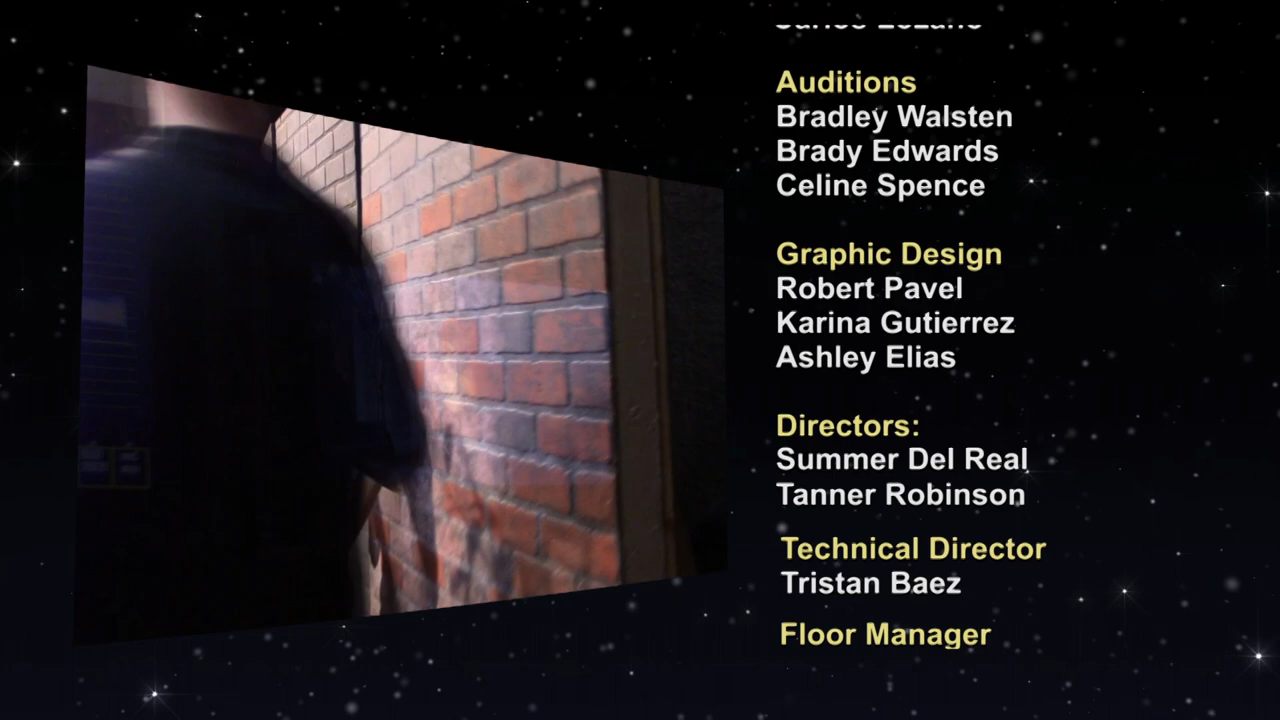 Auditions
Bradley Walsten
Brady Edwards
Celine Spence
Graphic Design
Robert Pavel
Karina Gutierrez
Ashley Elias
Directors:
Summer Del Real
Tanner Robinson
Technical Director
Tristan Baez
Floor Manager